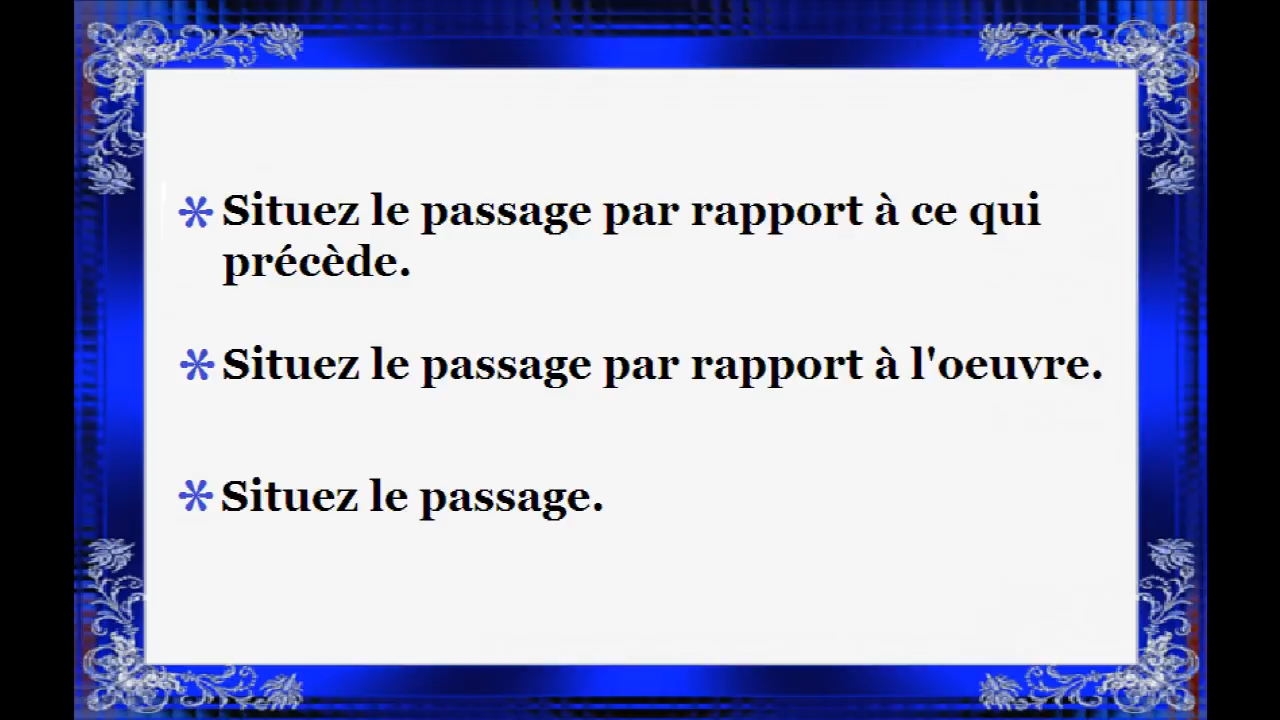 * Situez le passage par rapport à ce qui
précède.
* Situez le passage par rapport à l'oeuvre.
* Situez le passage.